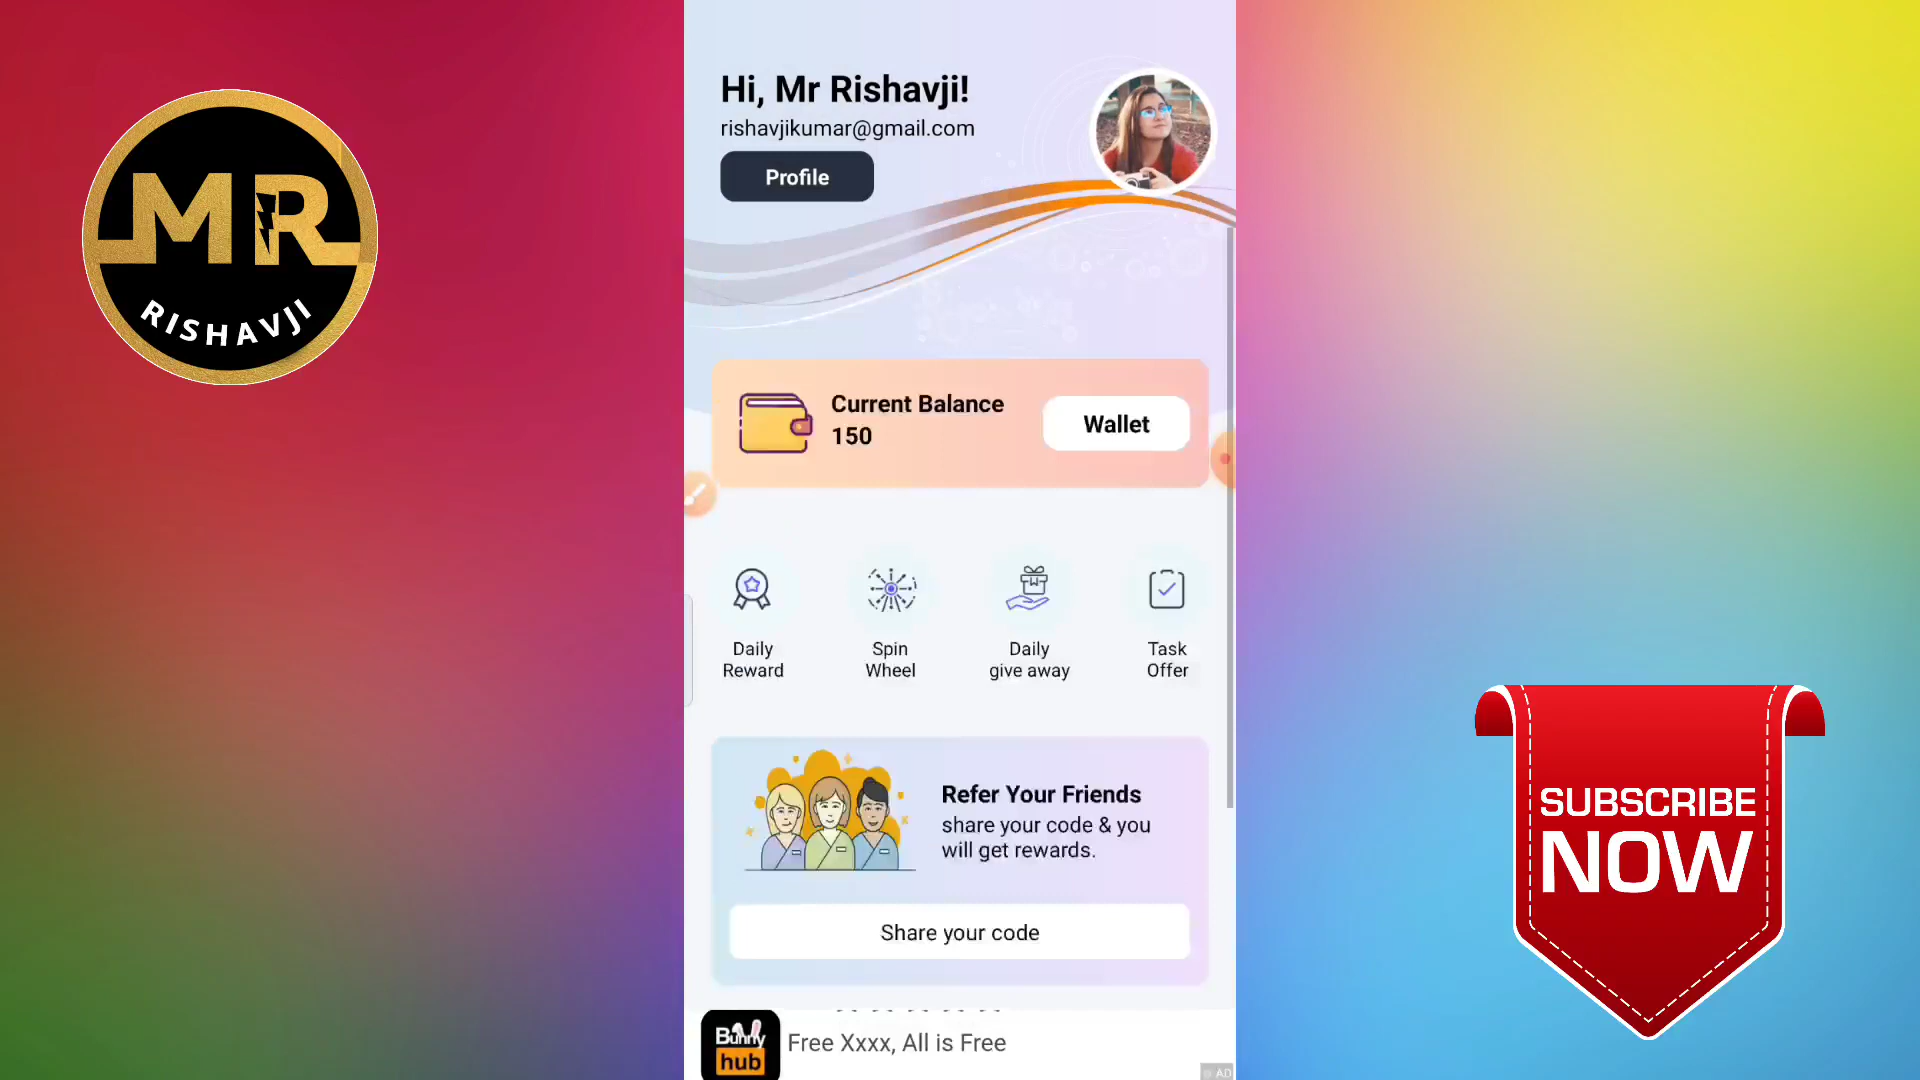 MR
RISHAVJI
Hi, Mr Rishavji!
rishavjikumar@gmail.com
Profile
Current Balance
150
Wallet
Daily
Reward
Spin
Wheel
Daily
give away
Task
Offer
Refer Your Friends
share your code & you
will get rewards.
Share your code
Bunny
hub
Free Xxxx, All is Free
AD
SUBSCRIBE
NOW